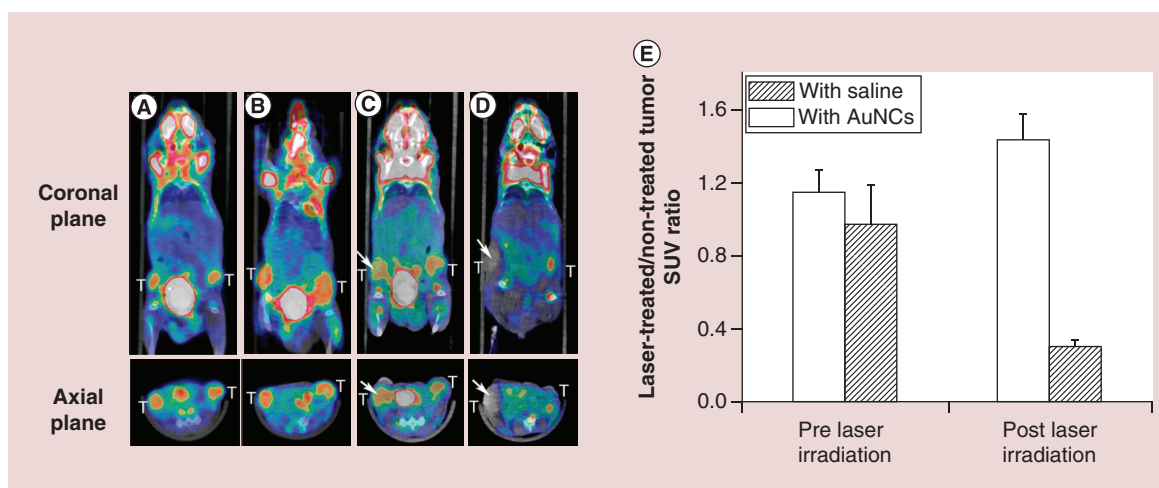 A
B
C
D
Coronal
plane
T
T
T
T
T
T
T
T
Axial
plane
T
T
T
T
T
T
T
T
E
Laser-treated/non-treated tumor
SUV ratio
With saline
With AuNCs
1.6
1.2
0.8
0.4
0.0
Pre laser
irradiation
Post laser
irradiation